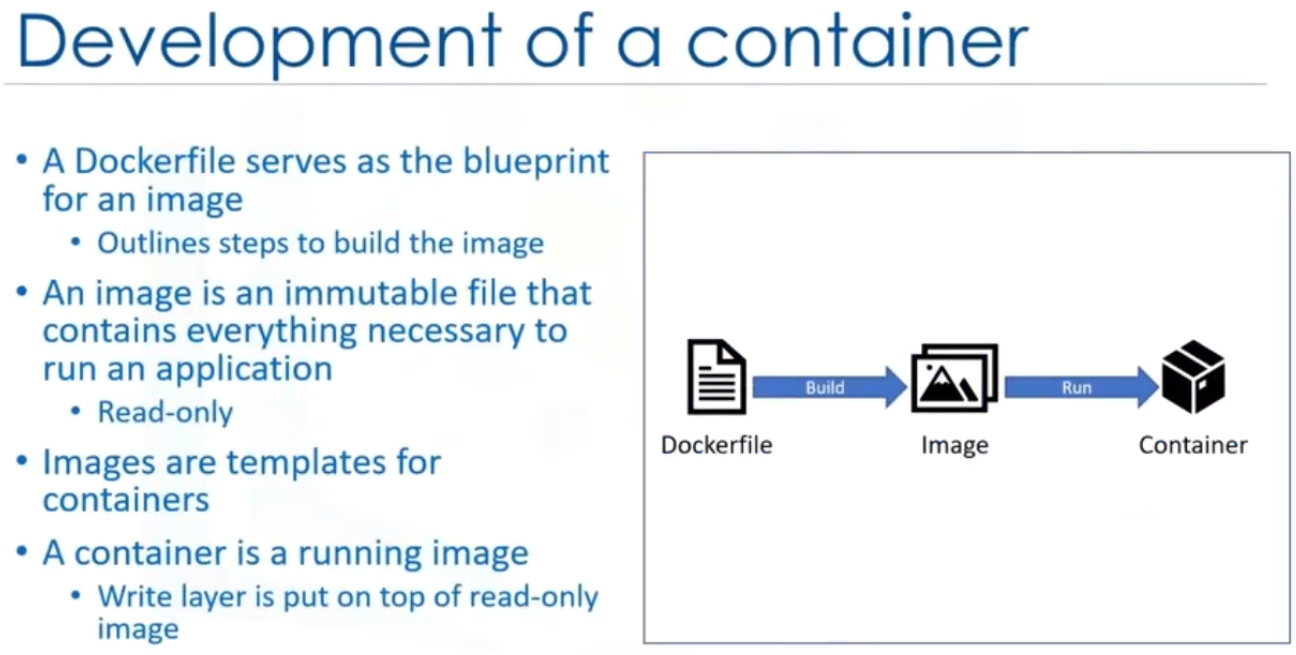 Development of a container
• A Dockerfile serves as the blueprint
for an image
• Outlines steps to build the image
• An image is an immutable file that
contains everything necessary to
run an application
• Read-only
• Images are templates for
containers
• A container is a running image
• Write layer is put on top of read-only
image
Build
Run
Dockerfile
Image
Container